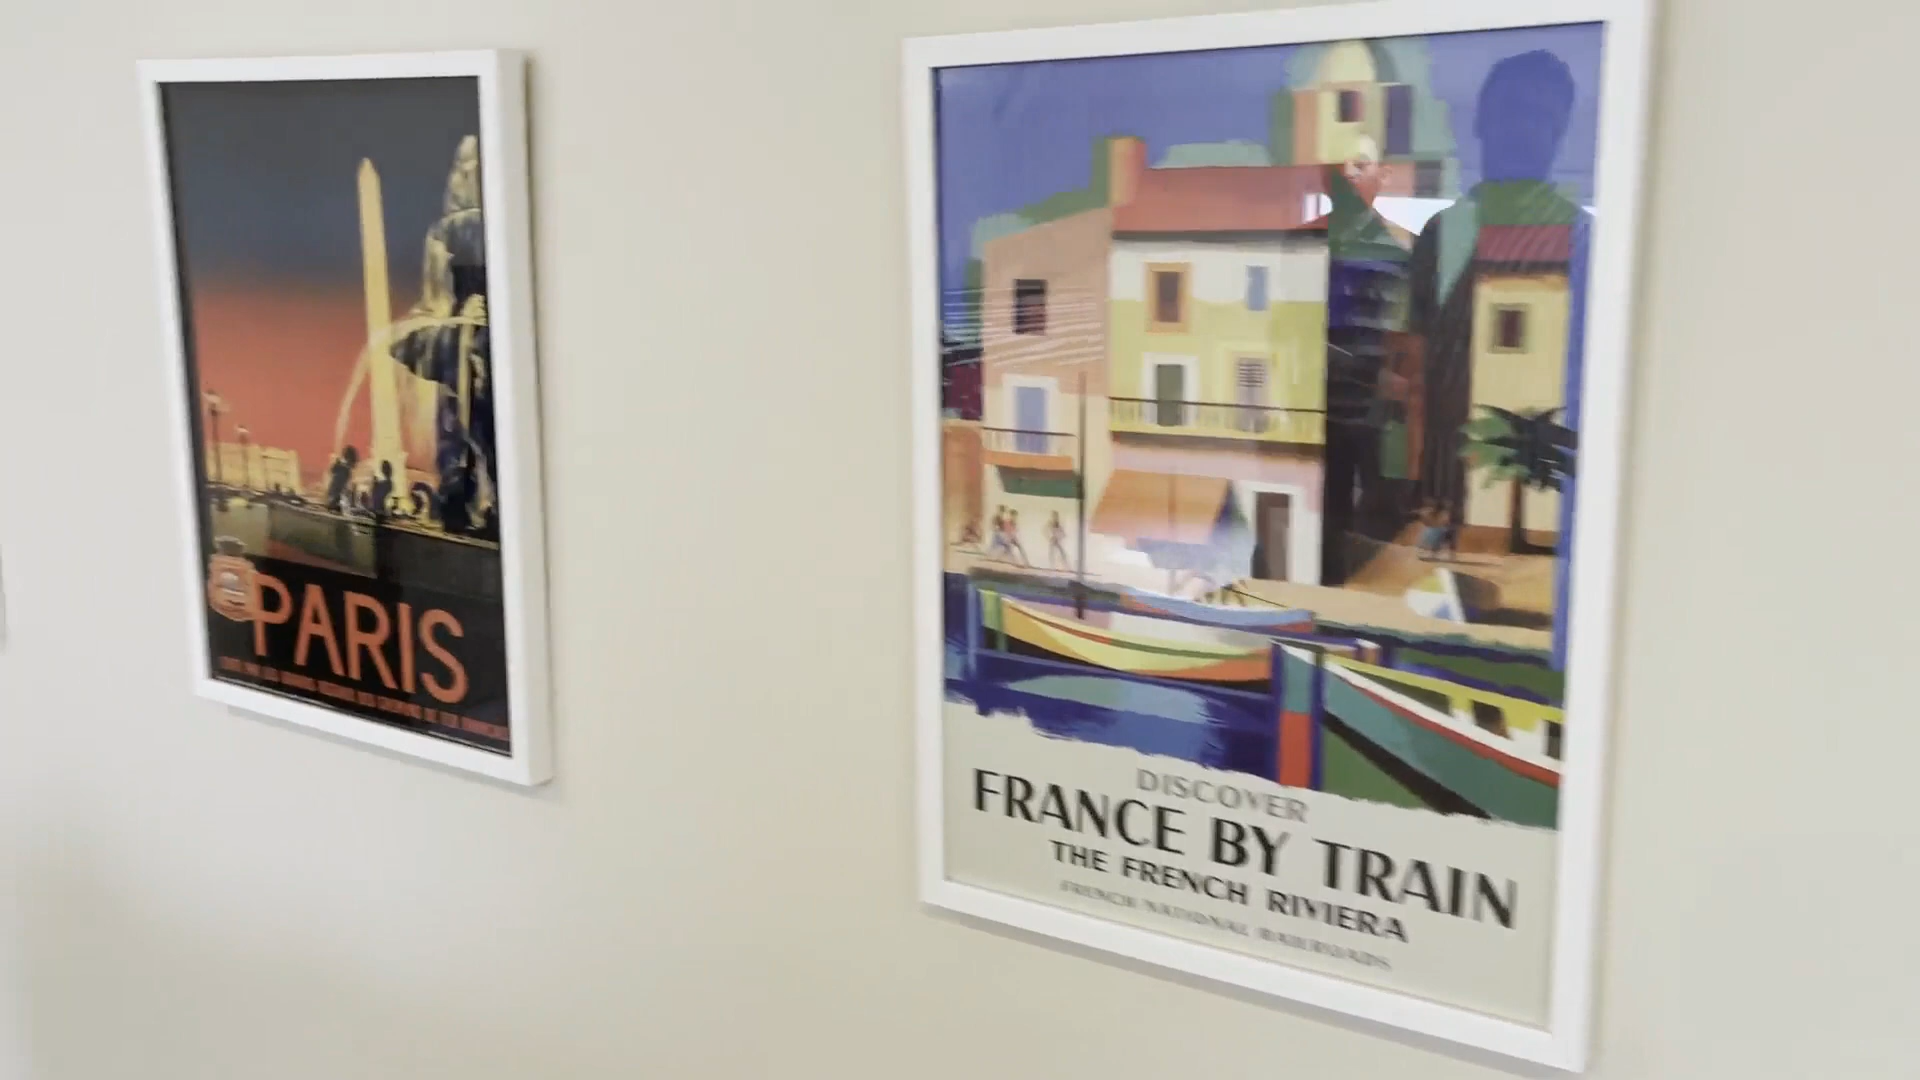 PARIS
DISCOVER
FRANCE BY TRAIN
THE FRENCH RIVIERA
FRENCH NATIONAL RAILROADS